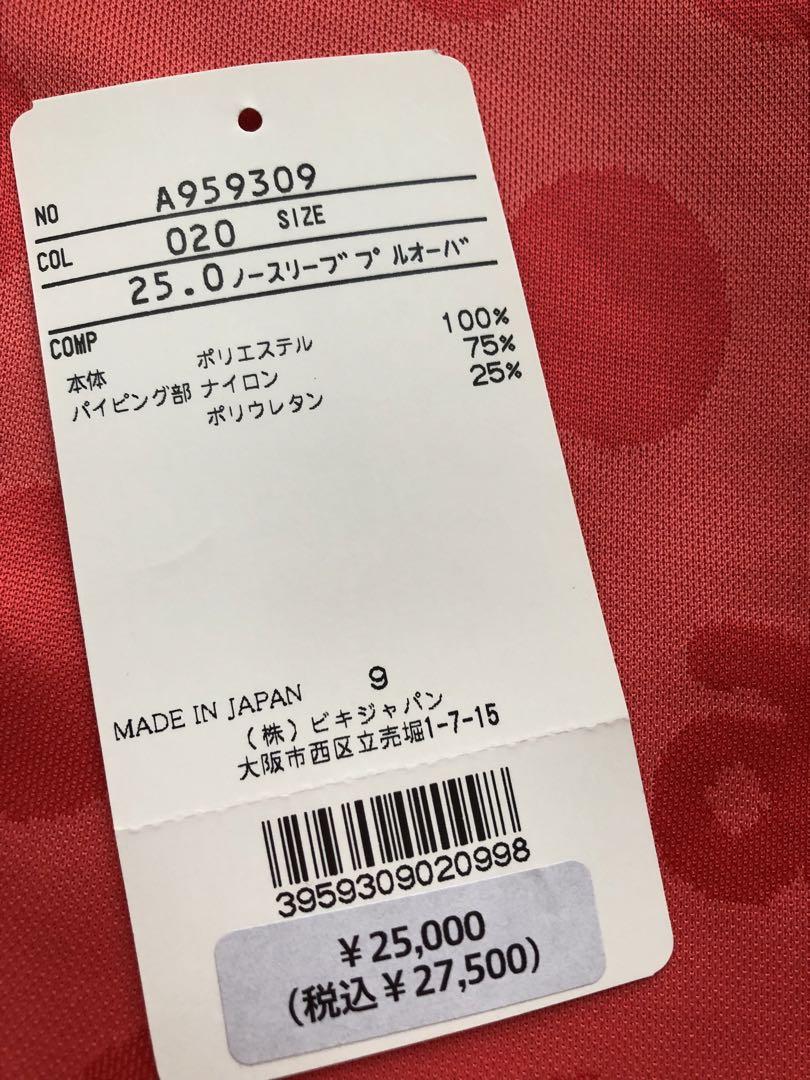 NO A959309
COL 020 SIZE
25.0ノースリーブプルオーバ
COMP
本体 ポリエステル 100%
パイピング部 ナイロン 75%
ポリウレタン 25%
9
MADE IN JAPAN
(株)ビキジャパン
大阪市西区立売堀1-7-15
3959309020998
¥25,000
(税込¥27,500)